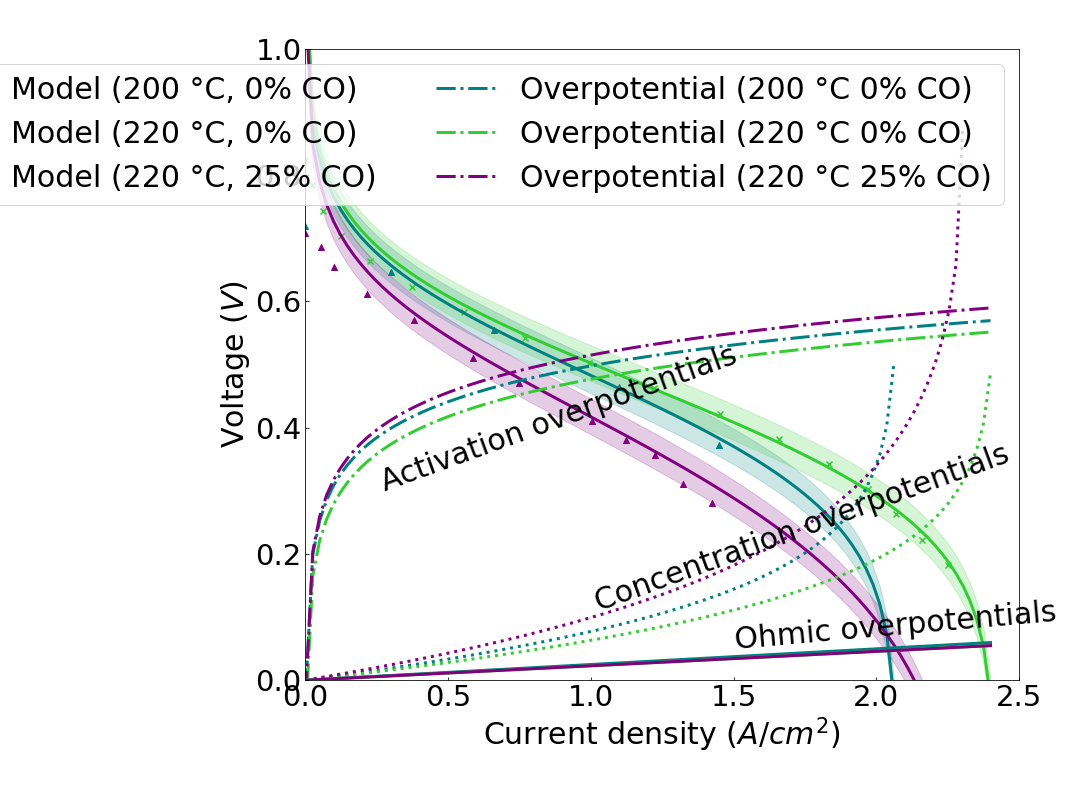 1.0
Model (200 °C, 0% CO)
Model (220 °C, 0% CO)
Model (220 °C, 25% CO)
Overpotential (200 °C 0% CO)
Overpotential (220 °C 0% CO)
Overpotential (220 °C 25% CO)
0.8
0.6
0.4
0.2
0.0
Voltage (V)
Activation overpotentials
Concentration overpotentials
Ohmic overpotentials
0.0
0.5
1.0
1.5
2.0
2.5
Current density (A/cm²)